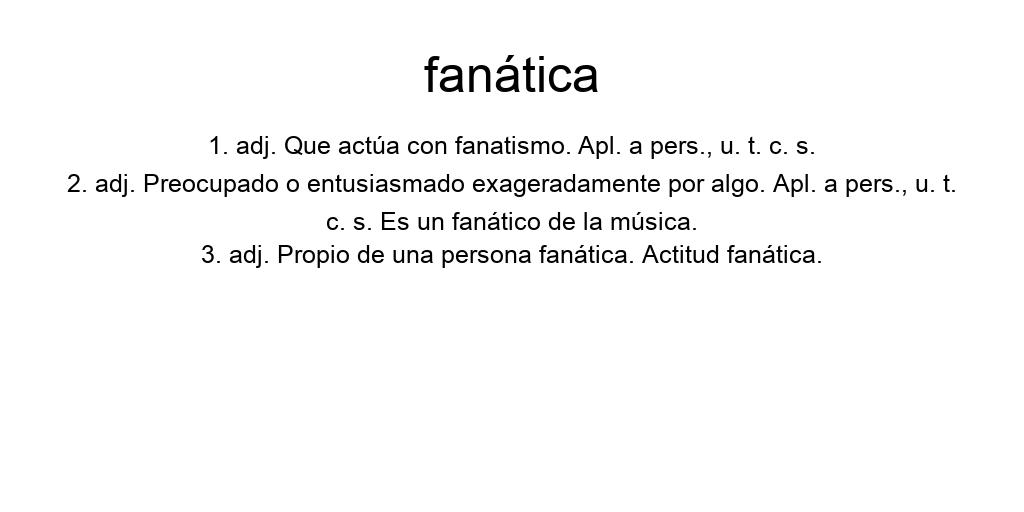 fanática
1. adj. Que actúa con fanatismo. Apl. a pers., u. t. c. s.
2. adj. Preocupado o entusiasmado exageradamente por algo. Apl. a pers., u. t.
c. s. Es un fanático de la música.
3. adj. Propio de una persona fanática. Actitud fanática.